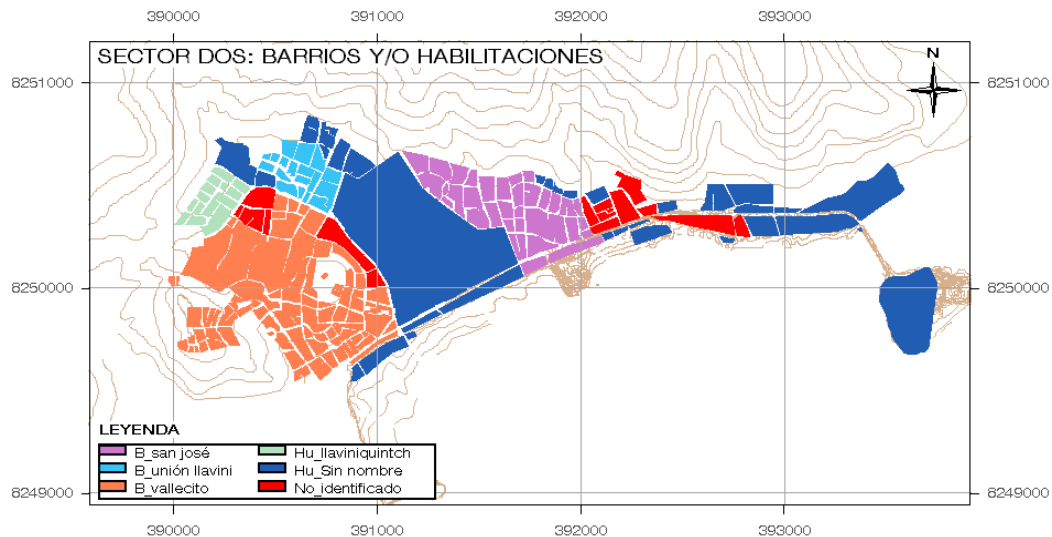 390000 391000 392000 393000
SECTOR DOS: BARRIOS Y/O HABILITACIONES
N
8251000 8251000
8250000 8250000
LEYENDA
B_san josé Hu_llaviniquintch
B_unión llavini Hu_Sin nombre
B_vallecito No_identificado
8249000 8249000
390000 391000 392000 393000